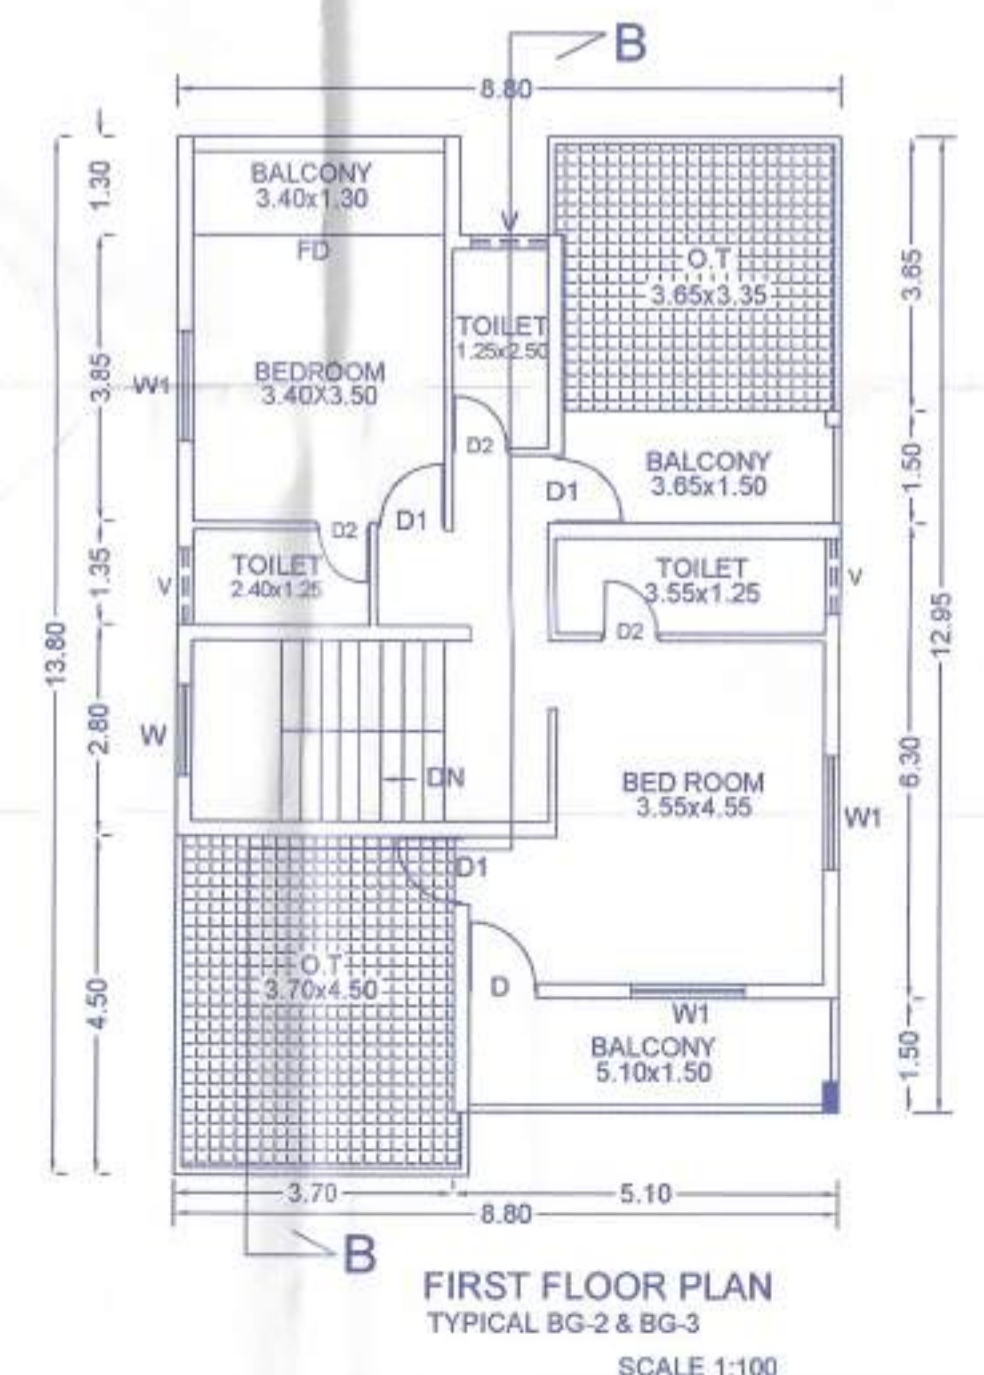 B
8.80
1.30
BALCONY
3.40x1.30
FD
O.T
3.65x3.35
3.65
TOILET
1.25x2.50
3.85
W1
BEDROOM
3.40X3.50
D2
BALCONY
3.65x1.50
1.50
D1
D1
D2
1.35
V
TOILET
2.40x1.25
TOILET
3.55x1.25
V
D2
13.80
12.95
2.80
W
DN
BED ROOM
3.55x4.55
6.30
W1
D1
O.T
3.70x4.50
D
4.50
W1
BALCONY
5.10x1.50
1.50
3.70
5.10
8.80
B
FIRST FLOOR PLAN
TYPICAL BG-2 & BG-3
SCALE 1:100